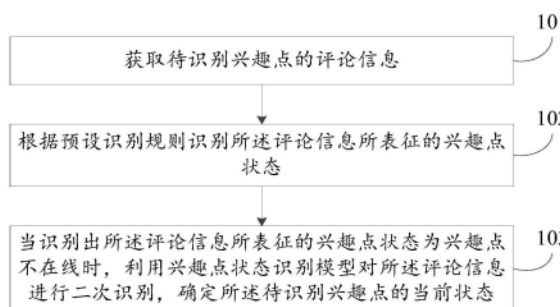 10
获取待识别兴趣点的评论信息
102
根据预设识别规则识别所述评论信息所表征的兴趣点
状态
10
当识别出所述评论信息所表征的兴趣点状态为兴趣点
不在线时，利用兴趣点状态识别模型对所述评论信息
进行二次识别，确定所述待识别兴趣点的当前状态